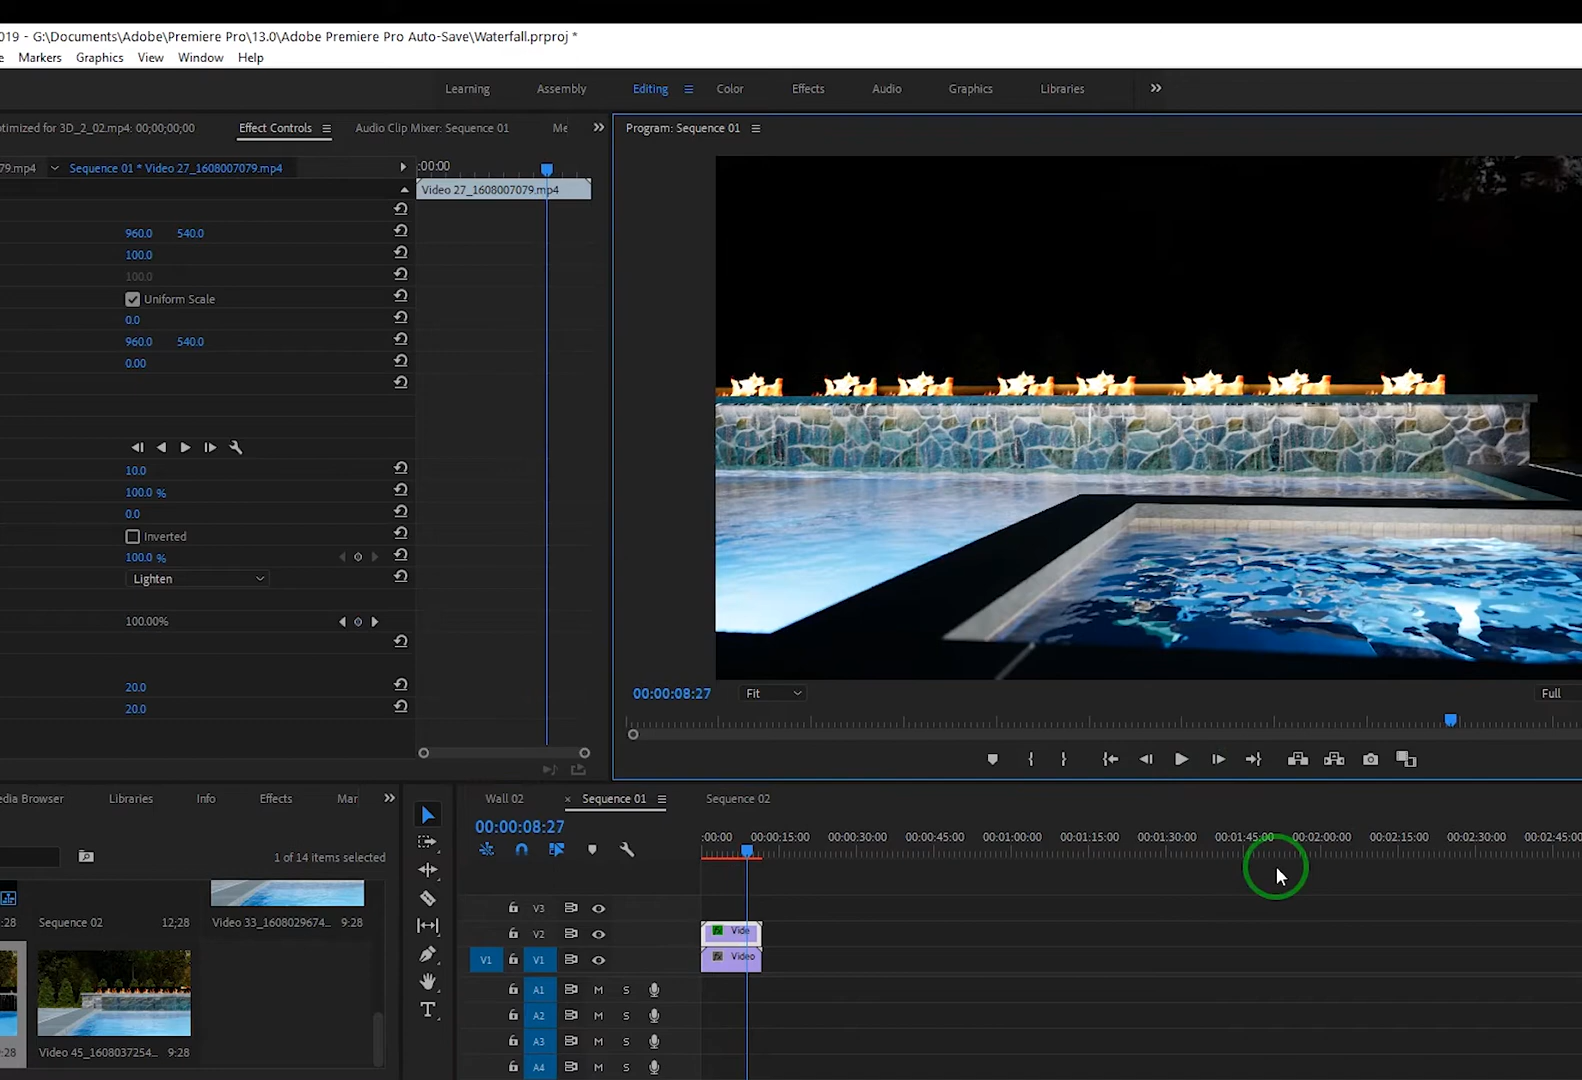 019 - G:\Documents\Adobe\Premiere Pro\13.0\Adobe Premiere Pro Auto-Save\Waterfall.prproj *
e Markers Graphics View Window Help
Learning Assembly Editing Color Effects Audio Graphics Libraries
timized for 3D_2_02.mp4: 00;00;00;00 Effect Controls Audio Clip Mixer: Sequence 01 Me
Program: Sequence 01
79.mp4 Sequence 01 * Video 27_1608007079.mp4 :00:00
Video 27_1608007079.mp4
960.0 540.0
100.0
100.0
Uniform Scale
0.0
960.0 540.0
0.00
10.0
100.0 %
0.0
Inverted
100.0 %
Lighten
100.00%
20.0
20.0
00:00:08:27 Fit Full
edia Browser Libraries Info Effects Mar
Wall 02 × Sequence 01 Sequence 02
00:00:08:27
:00:00 00:00:15:00 00:00:30:00 00:00:45:00 00:01:00:00 00:01:15:00 00:01:30:00 00:01:45:00 00:02:00:00 00:02:15:00 00:02:30:00 00:02:45:00
1 of 14 items selected
:28 Sequence 02 12;28 Video 33_1608029674... 9:28
V3
V2 Vide
V1 V1 Video
A1 M S
A2 M S
A3 M S
A4 M S
:28 Video 45_1608037254... 9:28